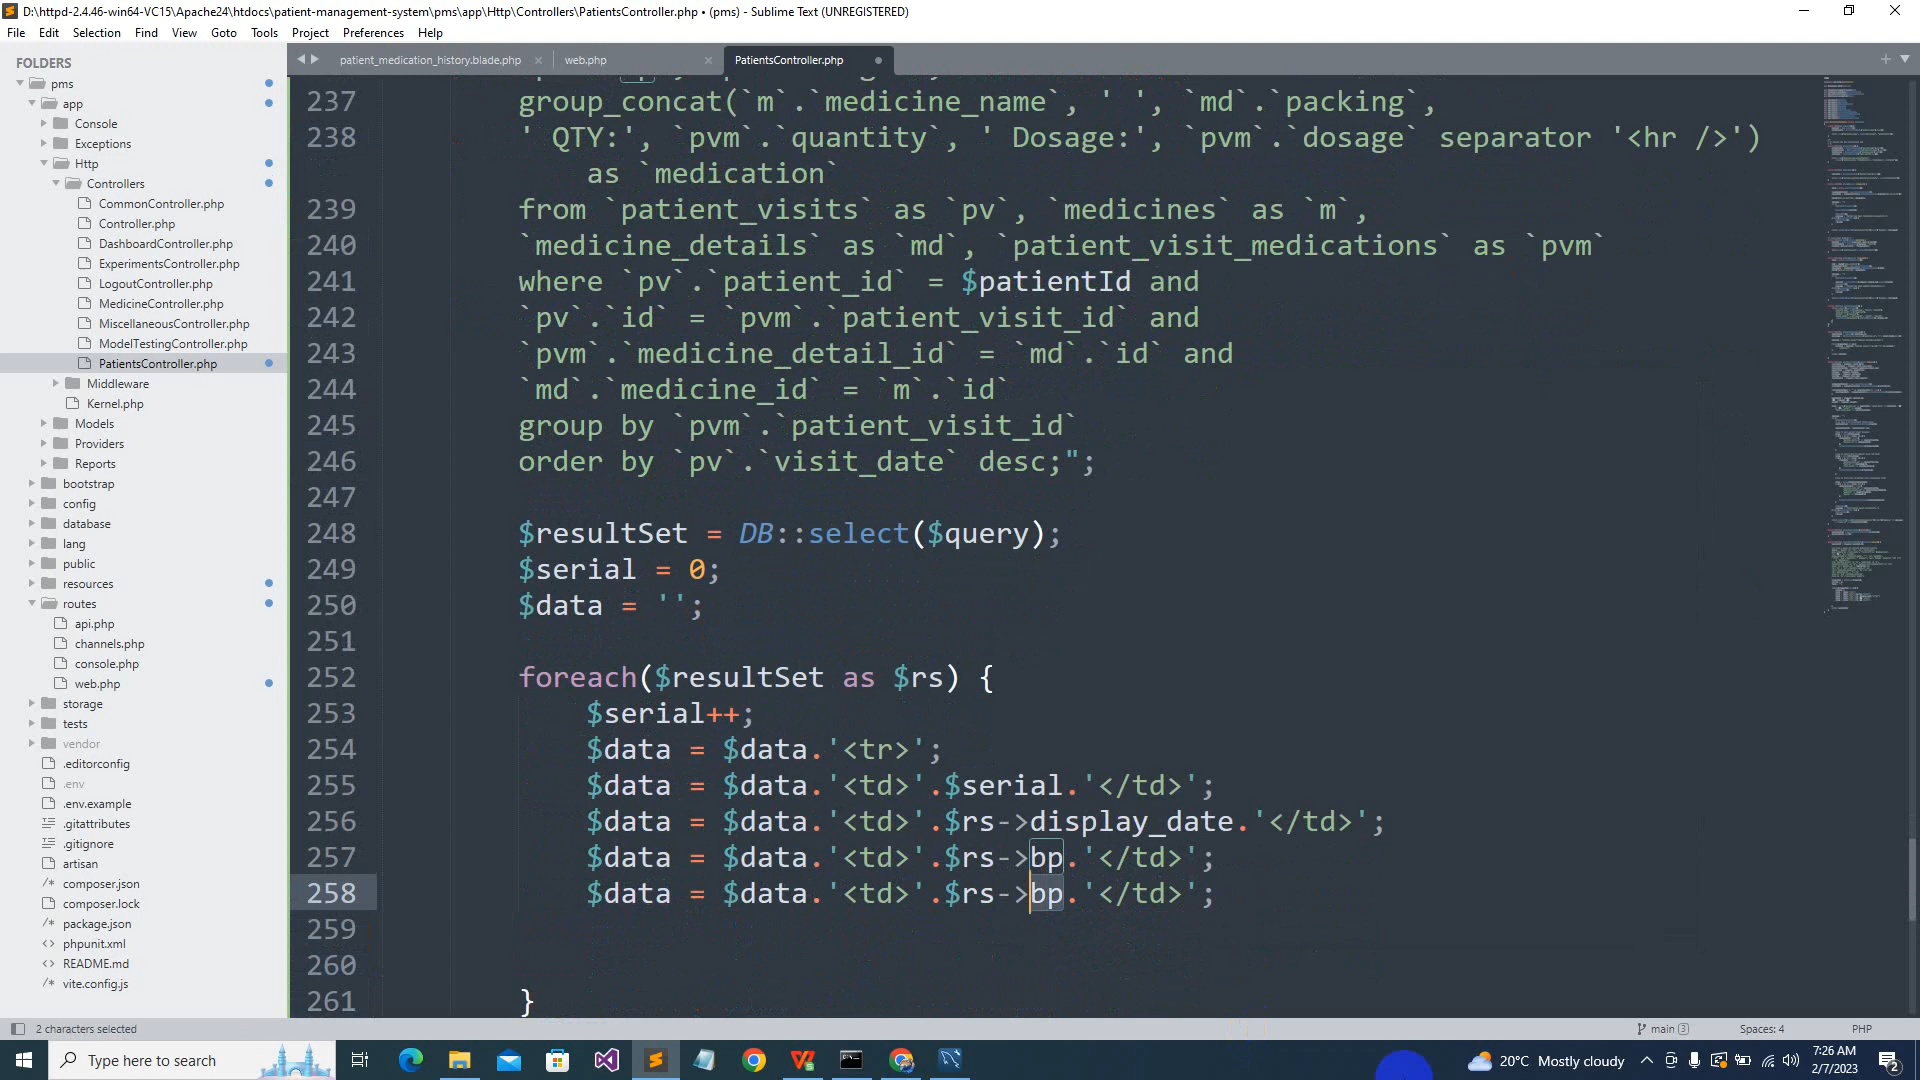 D:\httpd-2.4.46-win64-VC15\Apache24\htdocs\patient-management-system\pms\app\Http\Controllers\PatientsController.php • (pms) - Sublime Text (UNREGISTERED)
File Edit Selection Find View Goto Tools Project Preferences Help
FOLDERS
pms
app
Console
Exceptions
Http
Controllers
CommonController.php
Controller.php
DashboardController.php
ExperimentsController.php
LogoutController.php
MedicineController.php
MiscellaneousController.php
ModelTestingController.php
PatientsController.php
Middleware
Kernel.php
Models
Providers
Reports
bootstrap
config
database
lang
public
resources
routes
api.php
channels.php
console.php
web.php
storage
tests
vendor
.editorconfig
.env
.env.example
.gitattributes
.gitignore
artisan
composer.json
composer.lock
package.json
phpunit.xml
README.md
vite.config.js
patient_medication_history.blade.php
web.php
PatientsController.php
237 group_concat(`m`.`medicine_name`, ' ', `md`.`packing`,
238 ' QTY:', `pvm`.`quantity`, ' Dosage:', `pvm`.`dosage` separator '<hr />')
as `medication`
239 from `patient_visits` as `pv`, `medicines` as `m`,
240 `medicine_details` as `md`, `patient_visit_medications` as `pvm`
241 where `pv`.`patient_id` = $patientId and
242 `pv`.`id` = `pvm`.`patient_visit_id` and
243 `pvm`.`medicine_detail_id` = `md`.`id` and
244 `md`.`medicine_id` = `m`.`id`
245 group by `pvm`.`patient_visit_id`
246 order by `pv`.`visit_date` desc;";
247
248 $resultSet = DB::select($query);
249 $serial = 0;
250 $data = '';
251
252 foreach($resultSet as $rs) {
253 $serial++;
254 $data = $data.'<tr>';
255 $data = $data.'<td>'.$serial.'</td>';
256 $data = $data.'<td>'.$rs->display_date.'</td>';
257 $data = $data.'<td>'.$rs->bp.'</td>';
258 $data = $data.'<td>'.$rs->bp.'</td>';
259
260
261 }
2 characters selected
main 3
Spaces: 4
PHP
Type here to search
20°C Mostly cloudy
7:26 AM
2/7/2023
2